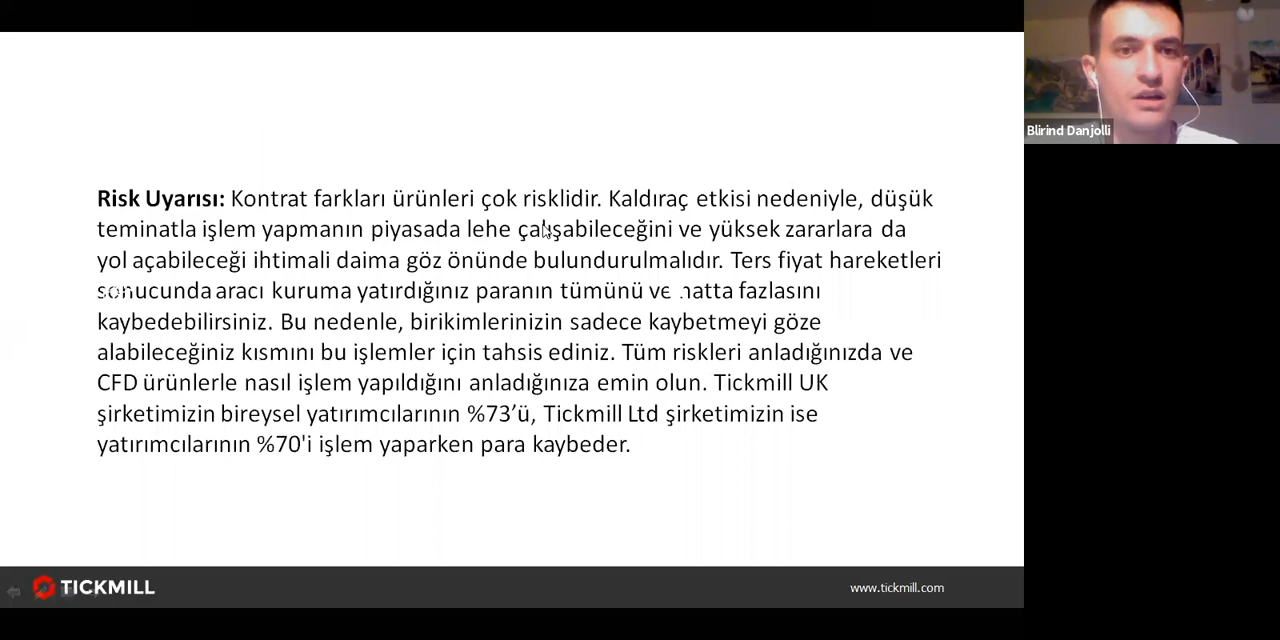 Risk Uyarısı: Kontrat farkları ürünleri çok risklidir. Kaldıraç etkisi nedeniyle, düşük
teminatla işlem yapmanın piyasada lehe çalışabileceğini ve yüksek zararlara da
yol açabileceği ihtimali daima göz önünde bulundurulmalıdır. Ters fiyat hareketleri
sonucunda aracı kuruma yatırdığınız paranın tümünü ve hatta fazlasını
kaybedebilirsiniz. Bu nedenle, birikimlerinizin sadece kaybetmeyi göze
alabileceğiniz kısmını bu işlemler için tahsis ediniz. Tüm riskleri anladığınızda ve
CFD ürünlerle nasıl işlem yapıldığını anladığınıza emin olun. Tickmill UK
şirketimizin bireysel yatırımcılarının %73’ü, Tickmill Ltd şirketimizin ise
yatırımcılarının %70'i işlem yaparken para kaybeder.
TICKMILL
www.tickmill.com
Blirind Danjolli